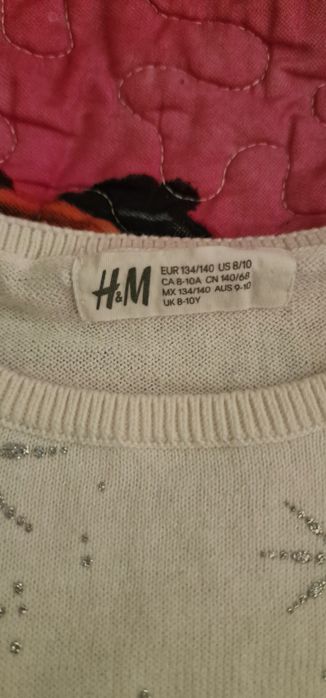 H&M
EUR 134/140 US 8/10
CA 8-10A CN 140/68
MX 134/140 AUS 9-10
UK 8-10Y